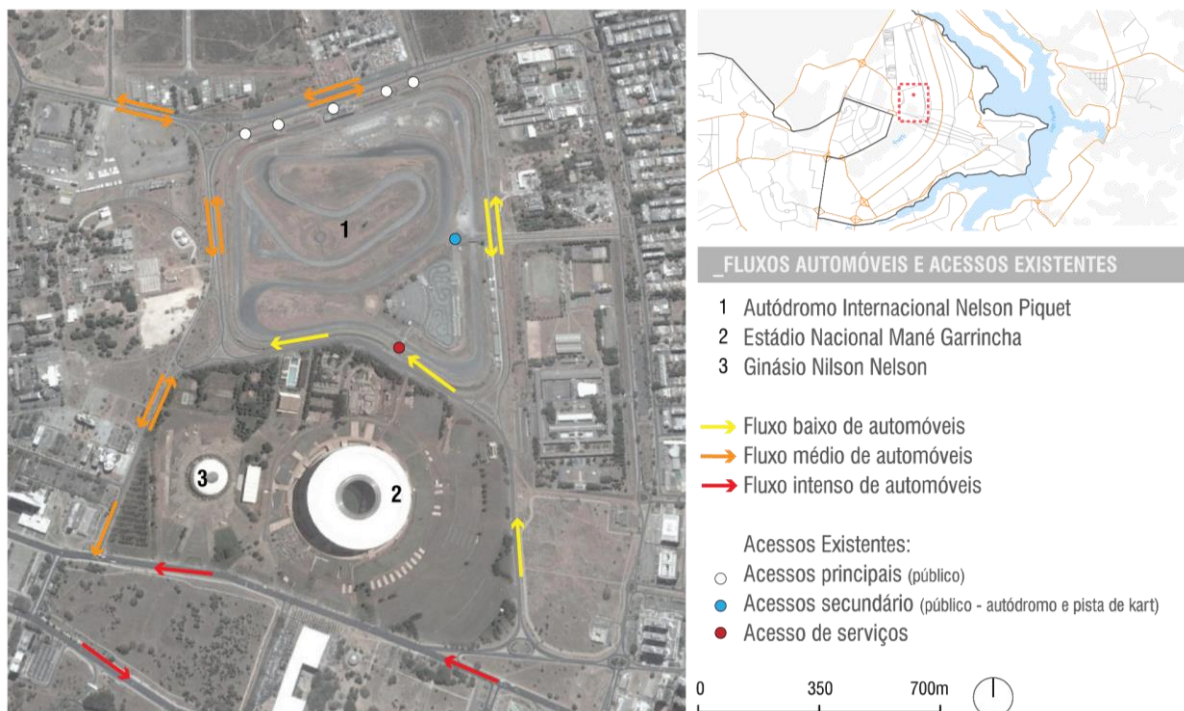 1
2
3
_FLUXOS AUTOMÓVEIS E ACESSOS EXISTENTES
1 Autódromo Internacional Nelson Piquet
2 Estádio Nacional Mané Garrincha
3 Ginásio Nilson Nelson
Fluxo baixo de automóveis
Fluxo médio de automóveis
Fluxo intenso de automóveis
Acessos Existentes:
Acessos principais (público)
Acessos secundário (público - autódromo e pista de kart)
Acesso de serviços
0 350 700m